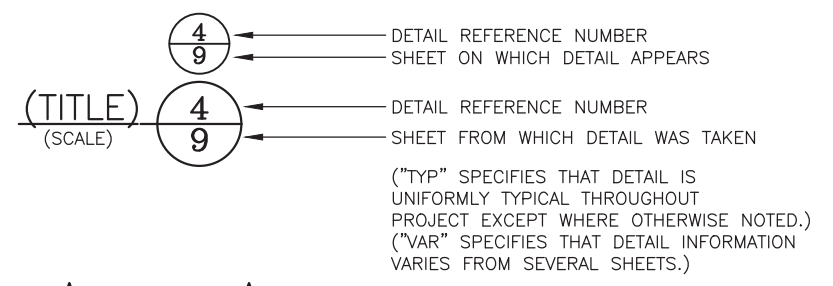 4 DETAIL REFERENCE NUMBER
9 SHEET ON WHICH DETAIL APPEARS
(TITLE) 4 DETAIL REFERENCE NUMBER
(SCALE) 9 SHEET FROM WHICH DETAIL WAS TAKEN
("TYP" SPECIFIES THAT DETAIL IS
UNIFORMLY TYPICAL THROUGHOUT
PROJECT EXCEPT WHERE OTHERWISE NOTED.)
("VAR" SPECIFIES THAT DETAIL INFORMATION
VARIES FROM SEVERAL SHEETS.)